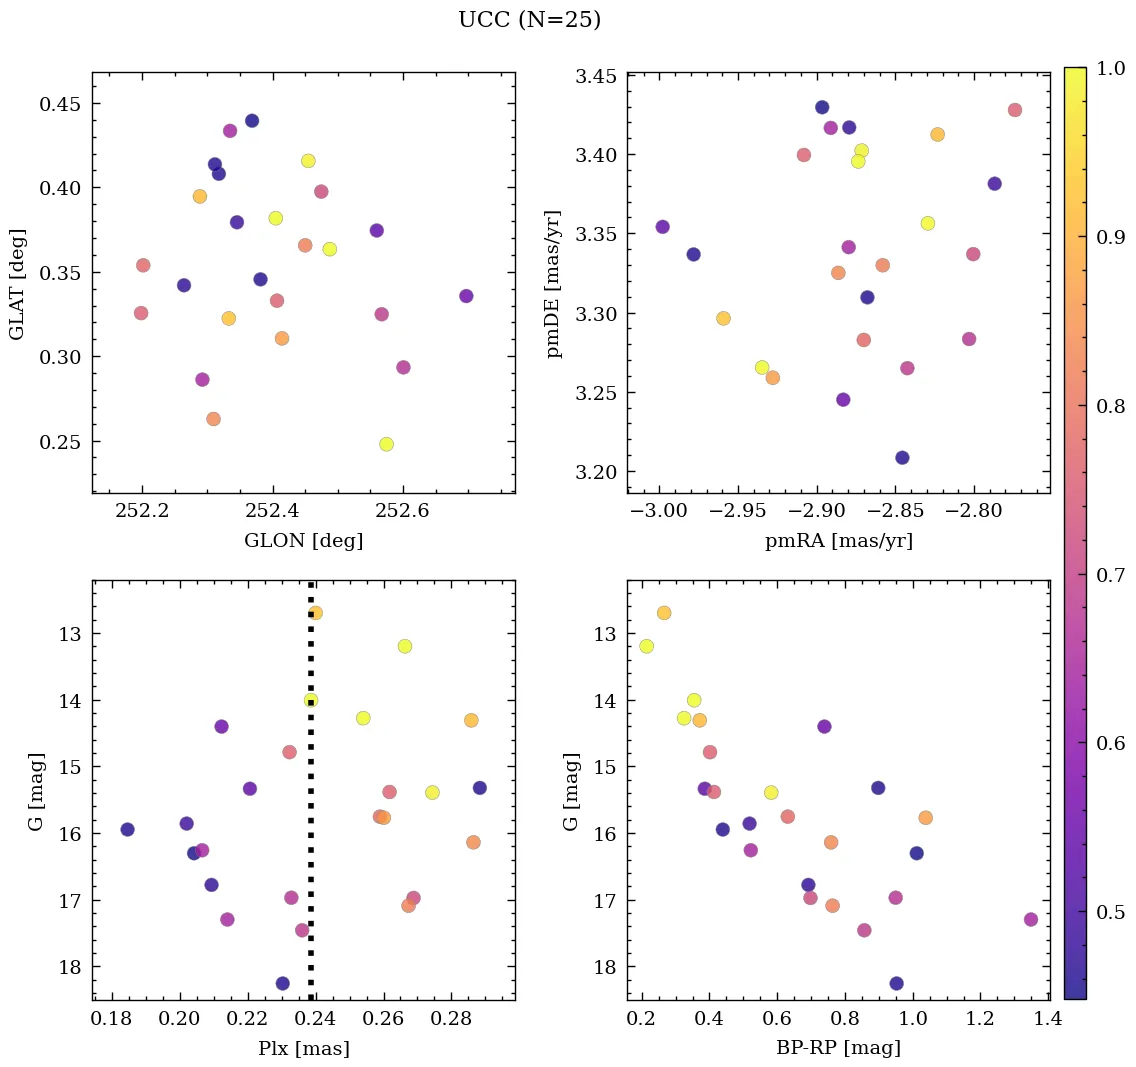 UCC (N=25)
0.45
0.40
0.35
0.30
0.25
GLAT [deg]
252.2 252.4 252.6
GLON [deg]
3.45
3.40
3.35
3.30
3.25
3.20
pmDE [mas/yr]
−3.00 −2.95 −2.90 −2.85 −2.80
pmRA [mas/yr]
13
14
15
16
17
18
G [mag]
0.18 0.20 0.22 0.24 0.26 0.28
Plx [mas]
13
14
15
16
17
18
G [mag]
0.2 0.4 0.6 0.8 1.0 1.2 1.4
BP-RP [mag]
1.0
0.9
0.8
0.7
0.6
0.5